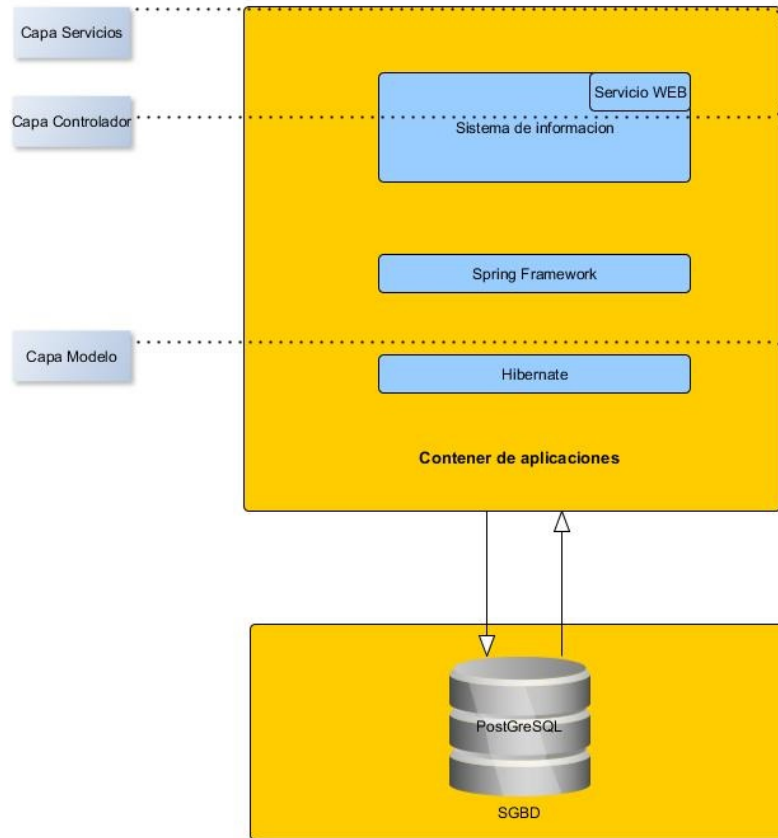 Capa Servicios
Servicio WEB
Capa Controlador
Sistema de informacion
Spring Framework
Capa Modelo
Hibernate
Contener de aplicaciones
PostGreSQL
SGBD